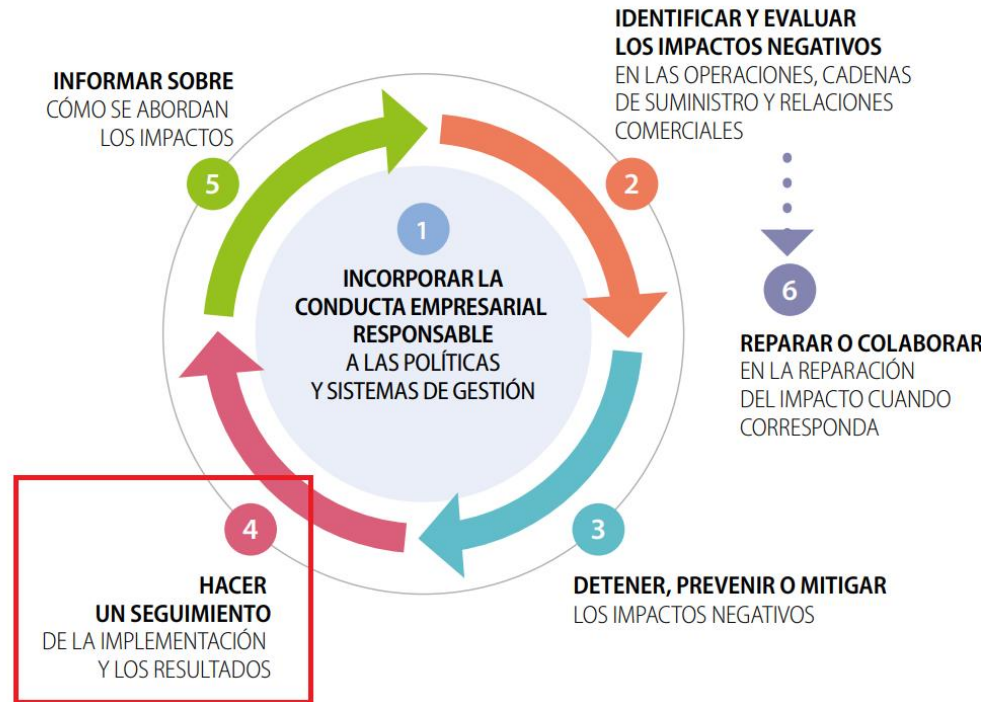 1
INCORPORAR LA
CONDUCTA EMPRESARIAL
RESPONSABLE
A LAS POLÍTICAS
Y SISTEMAS DE GESTIÓN
IDENTIFICAR Y EVALUAR
LOS IMPACTOS NEGATIVOS
EN LAS OPERACIONES, CADENAS
DE SUMINISTRO Y RELACIONES
COMERCIALES
2
3
DETENER, PREVENIR O MITIGAR
LOS IMPACTOS NEGATIVOS
4
HACER
UN SEGUIMIENTO
DE LA IMPLEMENTACIÓN
Y LOS RESULTADOS
INFORMAR SOBRE
CÓMO SE ABORDAN
LOS IMPACTOS
5
6
REPARAR O COLABORAR
EN LA REPARACIÓN
DEL IMPACTO CUANDO
CORRESPONDA